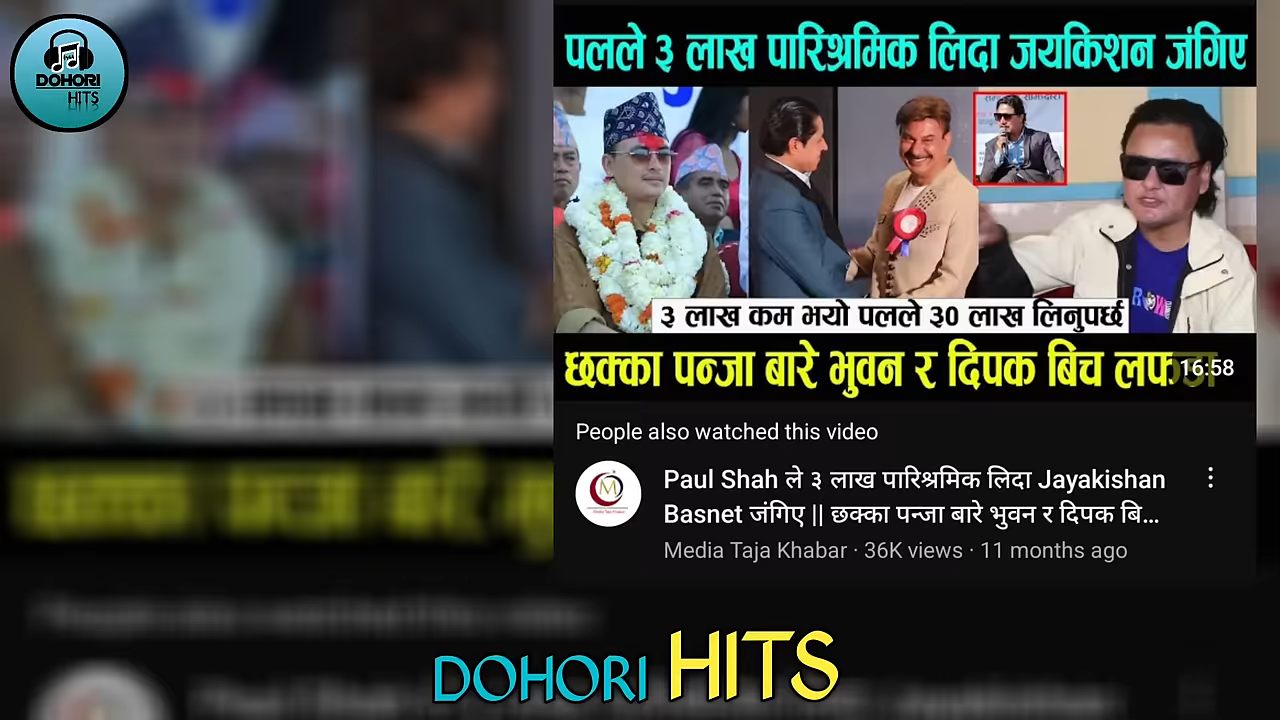 DOHORI
HITS
पलले ३ लाख पारिश्रमिक लिदा जयकिशन जंगिए
३ लाख कम भयो पलले ३० लाख लिनुपर्छ
छक्का पन्जा बारे भुवन र दिपक बिच
16:58
People also watched this video
M
Paul Shah ले ३ लाख पारिश्रमिक लिदा Jayakishan
Basnet जंगिए || छक्का पन्जा बारे भुवन र दिपक बि...
Media Taja Khabar · 36K views · 11 months ago
DOHORI HITS